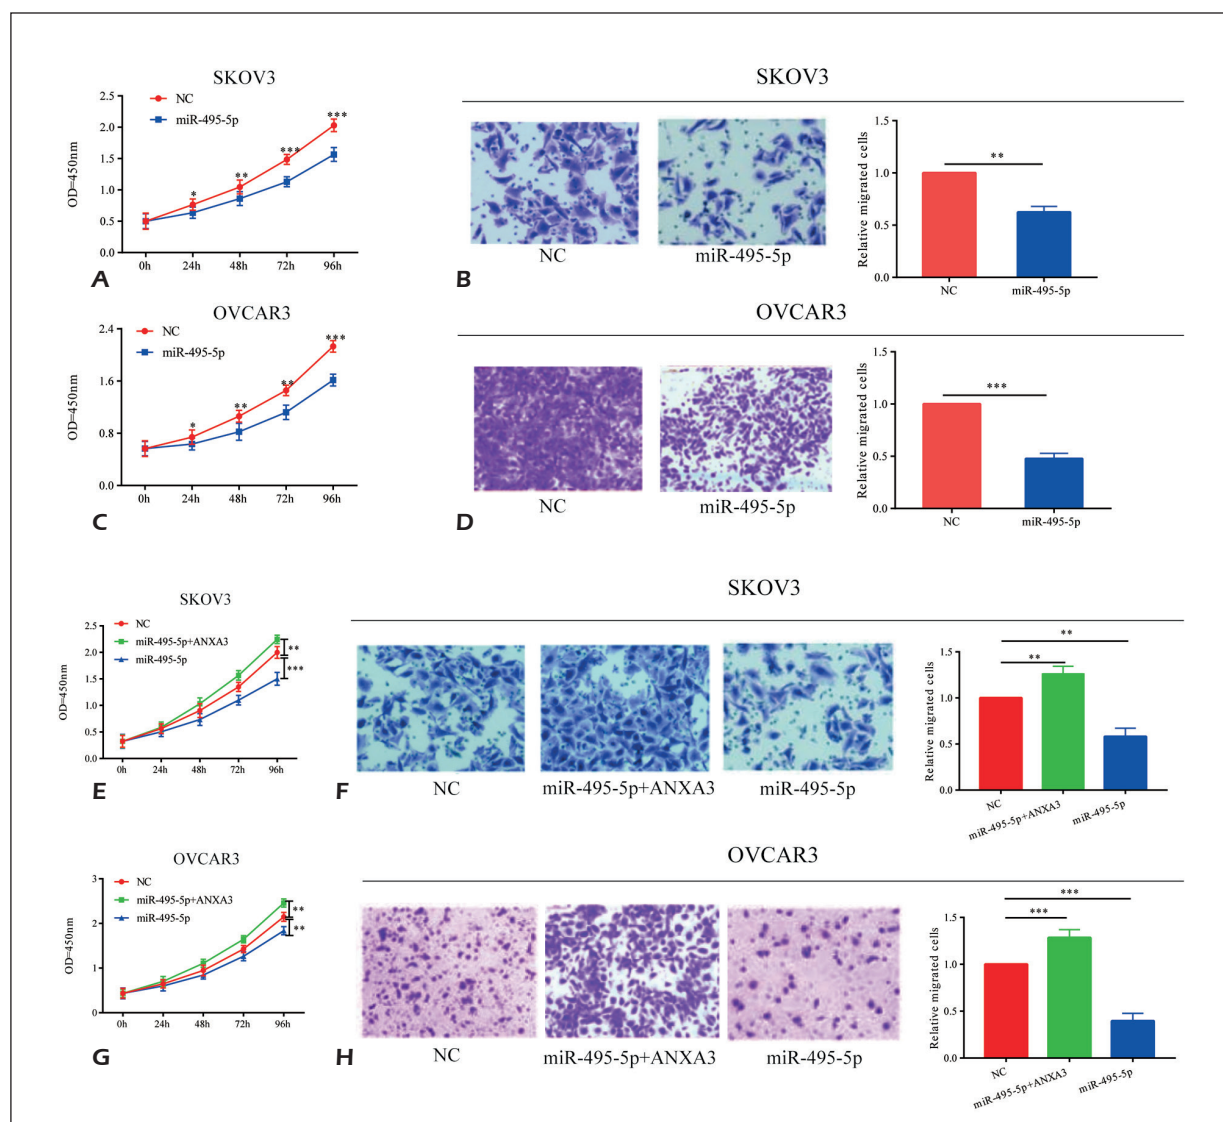 SKOV3
NC
miR-495-5p
OD=450nm
2.5
2.0
1.5
1.0
0.5
0.0
*
**
***
***
0h 24h 48h 72h 96h
A
SKOV3
NC
miR-495-5p
B
Relative migrated cells
1.5
1.0
0.5
0.0
**
NC
miR-495-5p
OVCAR3
NC
miR-495-5p
OD=450nm
2.4
1.6
0.8
0.0
*
**
**
***
0h 24h 48h 72h 96h
C
OVCAR3
NC
miR-495-5p
D
Relative migrated cells
1.5
1.0
0.5
0.0
***
NC
miR-495-5p
SKOV3
NC
miR-495-5p+ANXA3
miR-495-5p
OD=450nm
2.5
2.0
1.5
1.0
0.5
0.0
**
***
0h 24h 48h 72h 96h
E
SKOV3
NC
miR-495-5p+ANXA3
miR-495-5p
F
Relative migrated cells
1.5
1.0
0.5
0.0
**
**
NC
miR-495-5p+ANXA3
miR-495-5p
OVCAR3
NC
miR-495-5p+ANXA3
miR-495-5p
OD=450nm
3
2
1
0
**
**
0h 24h 48h 72h 96h
G
OVCAR3
NC
miR-495-5p+ANXA3
miR-495-5p
H
Relative migrated cells
1.5
1.0
0.5
0.0
***
***
NC
miR-495-5p+ANXA3
miR-495-5p